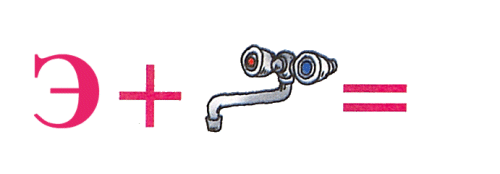 Э + =